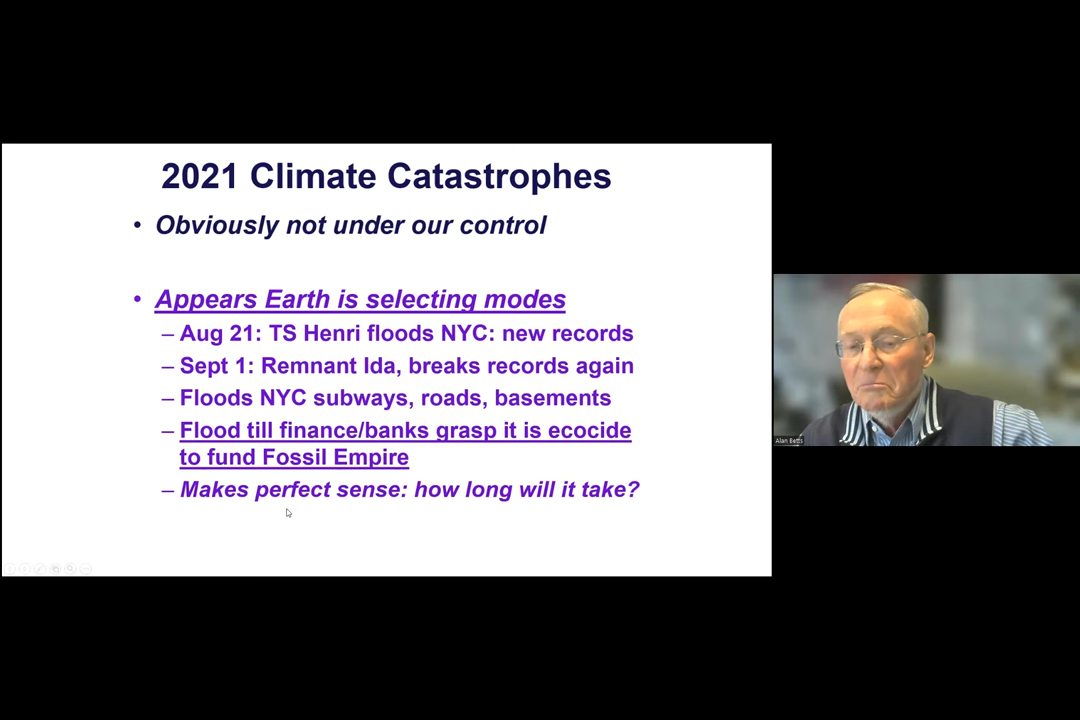 2021 Climate Catastrophes
• Obviously not under our control
• Appears Earth is selecting modes
– Aug 21: TS Henri floods NYC: new records
– Sept 1: Remnant Ida, breaks records again
– Floods NYC subways, roads, basements
– Flood till finance/banks grasp it is ecocide
to fund Fossil Empire
– Makes perfect sense: how long will it take?
Alan Betts